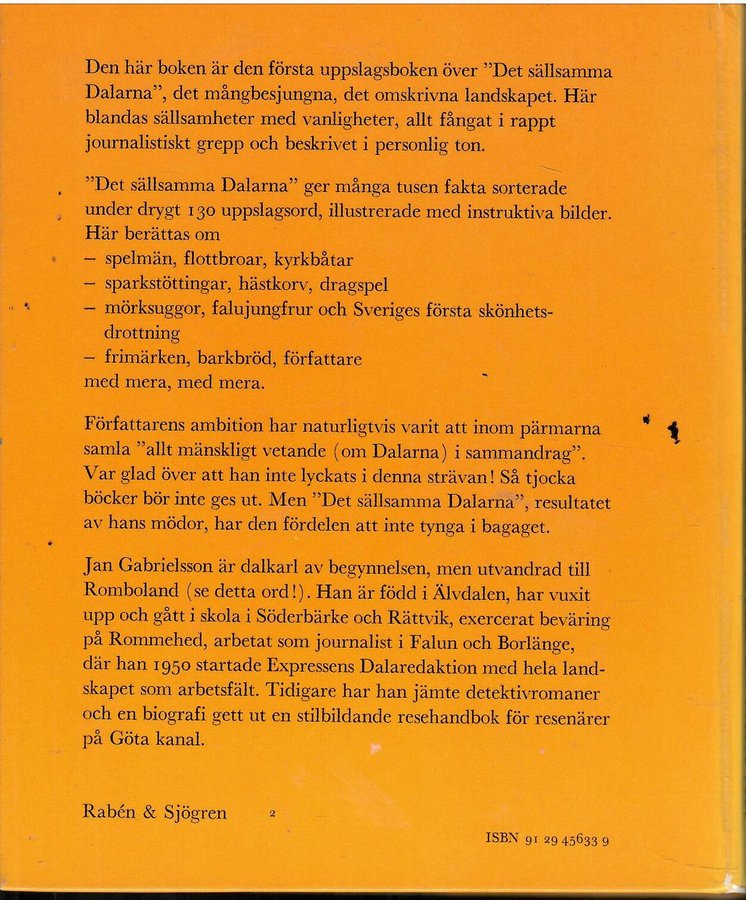 Den här boken är den första uppslagsboken över ”Det sällsamma
Dalarna”, det mångbesjungna, det omskrivna landskapet. Här
blandas sällsamheter med vanligheter, allt fångat i rappt
journalistiskt grepp och beskrivet i personlig ton.
”Det sällsamma Dalarna” ger många tusen fakta sorterade
under drygt 130 uppslagsord, illustrerade med instruktiva bilder.
Här berättas om
– spelmän, flottbroar, kyrkbåtar
– sparkstöttingar, hästkorv, dragspel
– mörksuggor, falujungfrur och Sveriges första skönhets-
drottning
– frimärken, barkbröd, författare
med mera, med mera.
Författarens ambition har naturligtvis varit att inom pärmarna
samla ”allt mänskligt vetande (om Dalarna) i sammandrag”.
Var glad över att han inte lyckats i denna strävan! Så tjocka
böcker bör inte ges ut. Men ”Det sällsamma Dalarna”, resultatet
av hans mödor, har den fördelen att inte tynga i bagaget.
Jan Gabrielsson är dalkarl av begynnelsen, men utvandrad till
Romboland (se detta ord!). Han är född i Älvdalen, har vuxit
upp och gått i skola i Söderbärke och Rättvik, exercerat beväring
på Rommehed, arbetat som journalist i Falun och Borlänge,
där han 1950 startade Expressens Dalaredaktion med hela land-
skapet som arbetsfält. Tidigare har han jämte detektivromaner
och en biografi gett ut en stilbildande resehandbok för resenärer
på Göta kanal.
Rabén & Sjögren 2
ISBN 91 29 45633 9